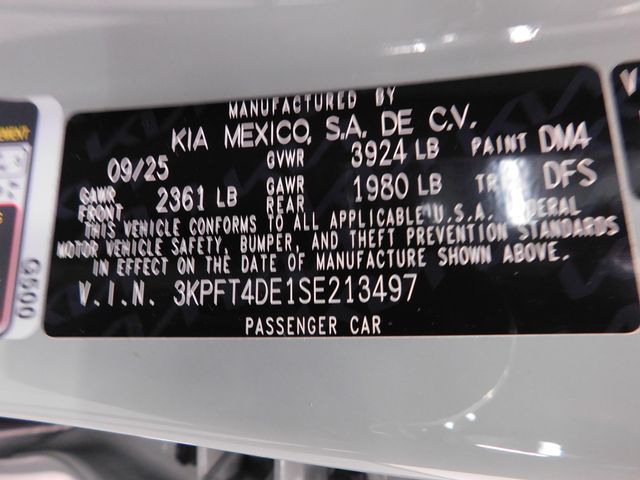 MANUFACTURED BY
KIA MEXICO, S.A. DE C.V.
09/25 GVWR 3924 LB PAINT DM4
GAWR FRONT 2361 LB GAWR REAR 1980 LB DFS
THIS VEHICLE CONFORMS TO ALL APPLICABLE U.S.A.
MOTOR VEHICLE SAFETY, BUMPER, AND THEFT PREVENTION STANDARDS
IN EFFECT ON THE DATE OF MANUFACTURE SHOWN ABOVE.
V.I.N. 3KPFT4DE1SE213497
PASSENGER CAR
G500